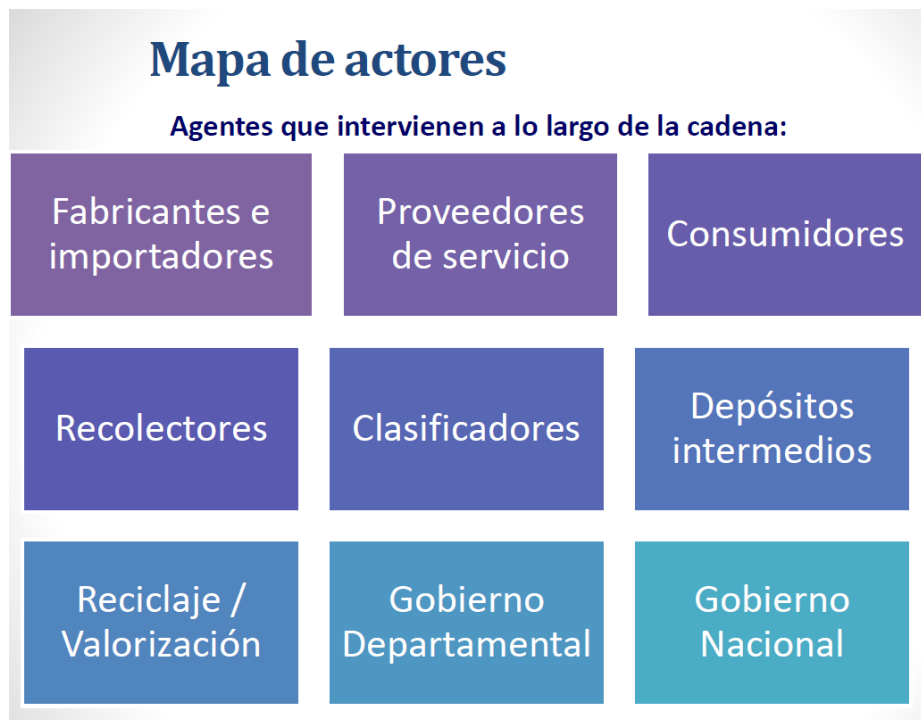 Mapa de actores
Agentes que intervienen a lo largo de la cadena:
Fabricantes e
importadores
Proveedores
de servicio
Consumidores
Recolectores
Clasificadores
Depósitos
intermedios
Reciclaje /
Valorización
Gobierno
Departamental
Gobierno
Nacional